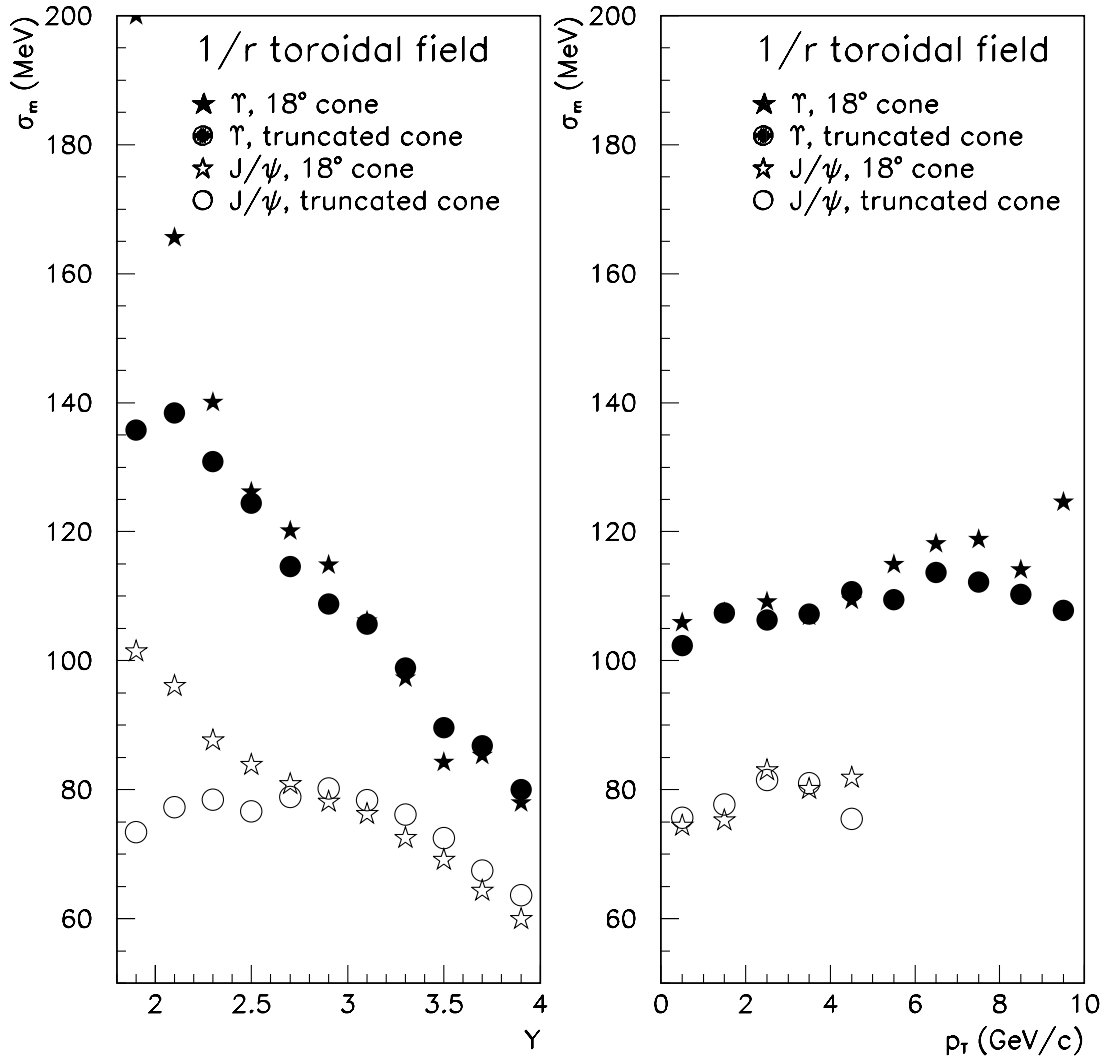 σm (MeV)
200
180
160
140
120
100
80
60
1/r toroidal field
ϒ, 18° cone
ϒ, truncated cone
J/ψ, 18° cone
J/ψ, truncated cone
2 2.5 3 3.5 4
Y
σm (MeV)
200
180
160
140
120
100
80
60
1/r toroidal field
ϒ, 18° cone
ϒ, truncated cone
J/ψ, 18° cone
J/ψ, truncated cone
0 2 4 6 8 10
pT (GeV/c)